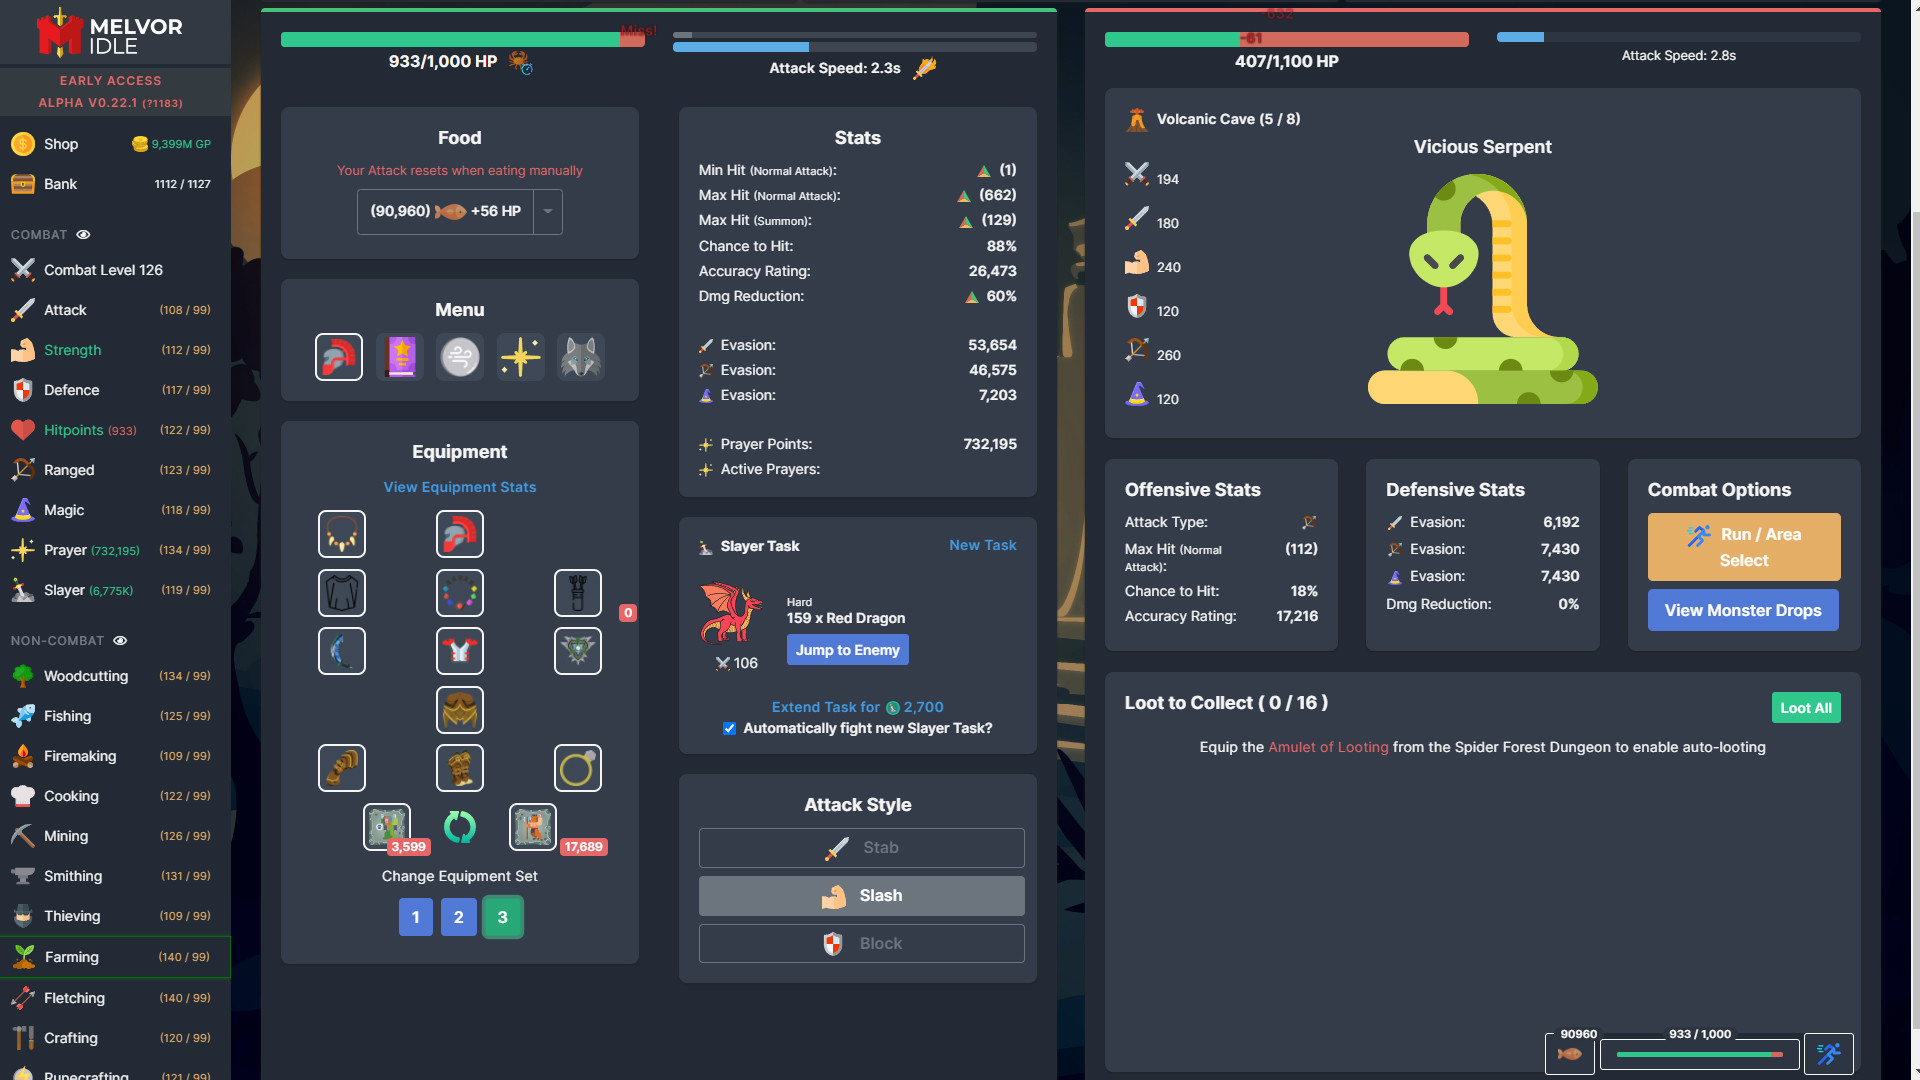 MELVOR
IDLE
EARLY ACCESS
ALPHA V0.22.1 (?1183)
Shop 9,399M GP
Bank 1112 / 1127
COMBAT
Combat Level 126
Attack (108 / 99)
Strength (112 / 99)
Defence (117 / 99)
Hitpoints (933) (122 / 99)
Ranged (123 / 99)
Magic (118 / 99)
Prayer (732,195) (134 / 99)
Slayer (6,775K) (119 / 99)
NON-COMBAT
Woodcutting (134 / 99)
Fishing (125 / 99)
Firemaking (109 / 99)
Cooking (122 / 99)
Mining (126 / 99)
Smithing (131 / 99)
Thieving (109 / 99)
Farming (140 / 99)
Fletching (140 / 99)
Crafting (120 / 99)
Runecrafting (121 / 99)
Miss!
933/1,000 HP
Attack Speed: 2.3s
Food
Your Attack resets when eating manually
(90,960) +56 HP
Menu
Equipment
View Equipment Stats
0
3,599
17,689
Change Equipment Set
1 2 3
Stats
Min Hit (Normal Attack): (1)
Max Hit (Normal Attack): (662)
Max Hit (Summon): (129)
Chance to Hit: 88%
Accuracy Rating: 26,473
Dmg Reduction: 60%
Evasion: 53,654
Evasion: 46,575
Evasion: 7,203
Prayer Points: 732,195
Active Prayers:
Slayer Task New Task
Hard
159 x Red Dragon
Jump to Enemy
106
Extend Task for 2,700
Automatically fight new Slayer Task?
Attack Style
Stab
Slash
Block
-632
-61
407/1,100 HP
Attack Speed: 2.8s
Volcanic Cave (5 / 8)
Vicious Serpent
194
180
240
120
260
120
Offensive Stats
Attack Type:
Max Hit (Normal (112)
Attack):
Chance to Hit: 18%
Accuracy Rating: 17,216
Defensive Stats
Evasion: 6,192
Evasion: 7,430
Evasion: 7,430
Dmg Reduction: 0%
Combat Options
Run / Area
Select
View Monster Drops
Loot to Collect ( 0 / 16 )
Loot All
Equip the Amulet of Looting from the Spider Forest Dungeon to enable auto-looting
90960
933 / 1,000